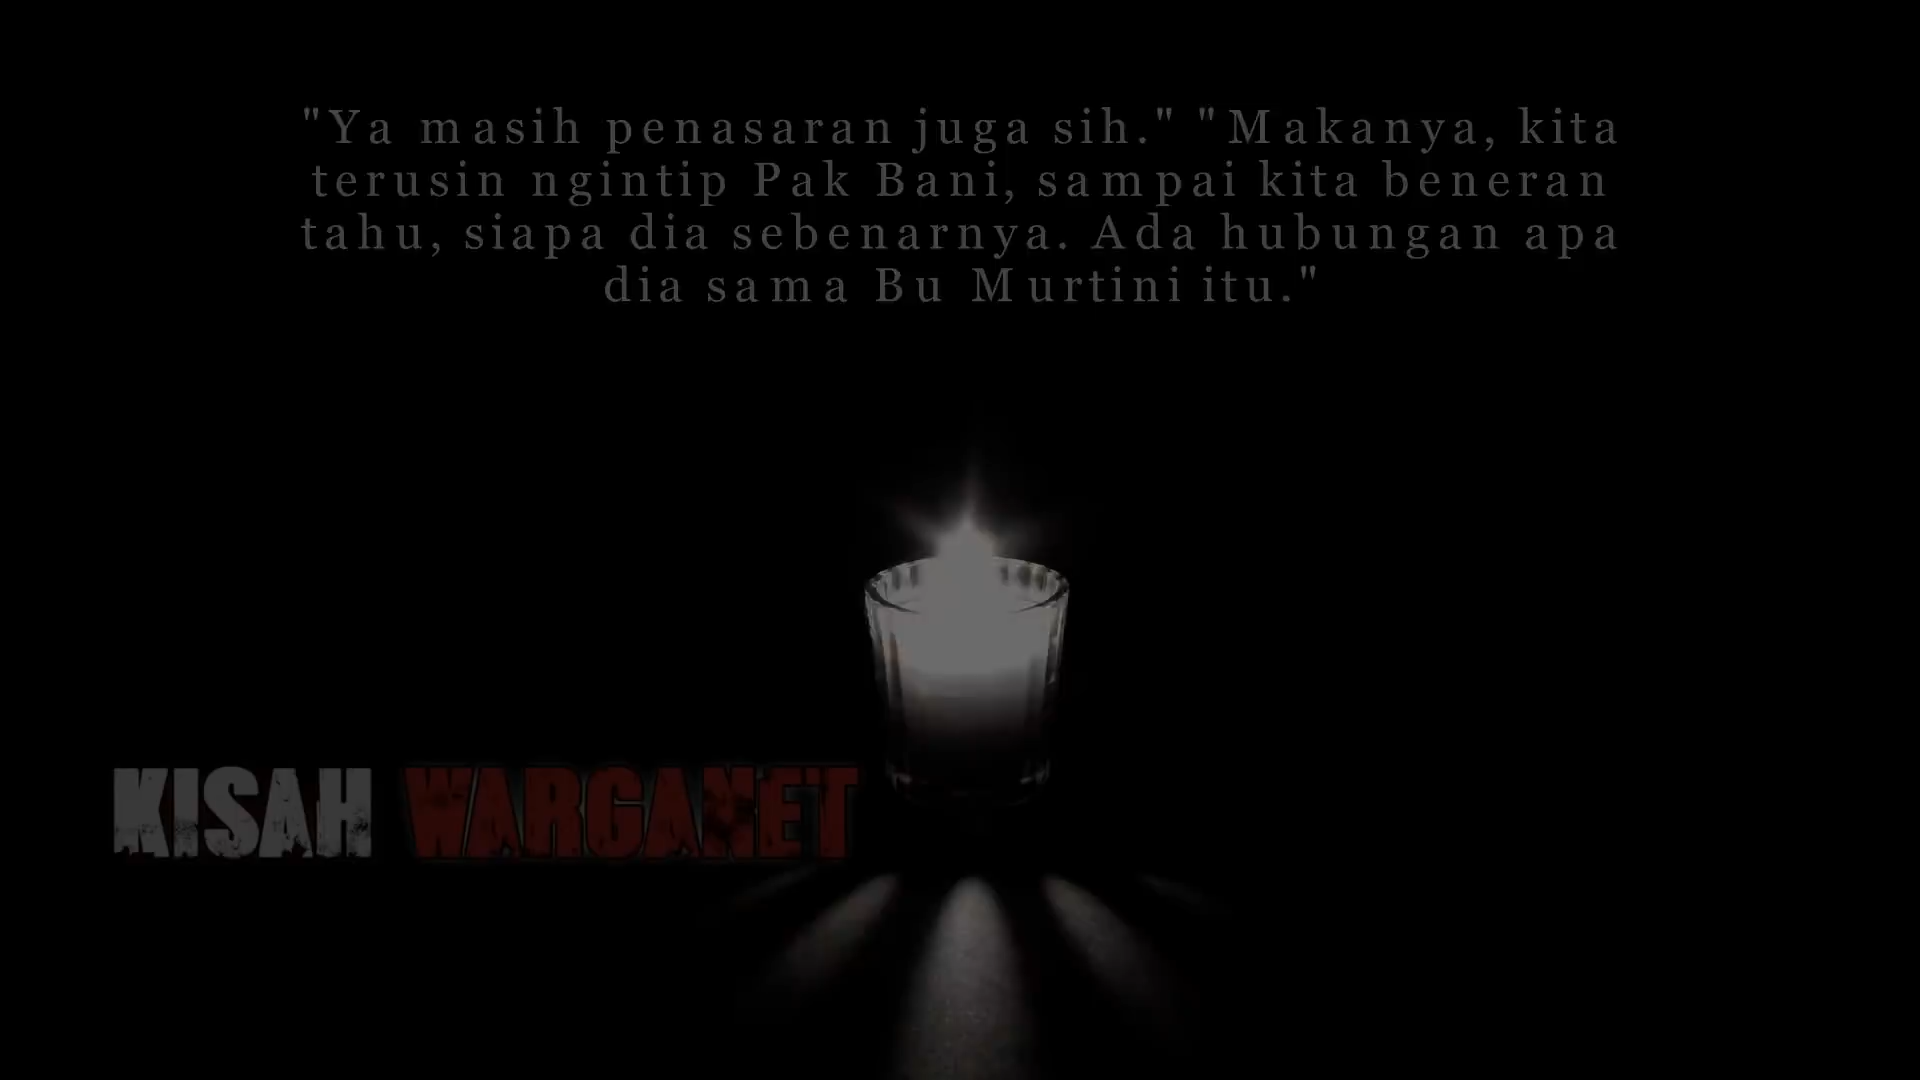 "Ya masih penasaran juga sih." "Makanya, kita
terusin ngintip Pak Bani, sampai kita beneran
tahu, siapa dia sebenarnya. Ada hubungan apa
dia sama Bu Murtini itu."
KISAH WARGANET